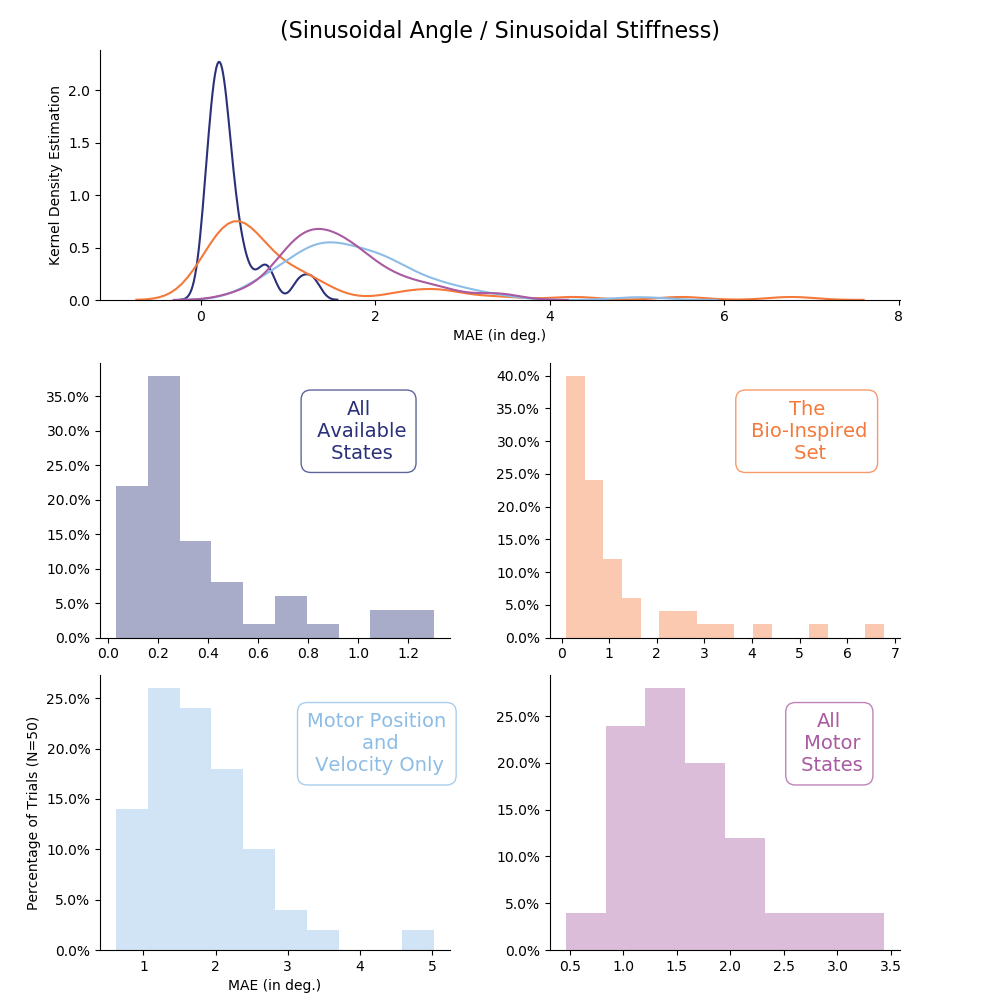 (Sinusoidal Angle / Sinusoidal Stiffness)
Kernel Density Estimation
2.0
1.5
1.0
0.5
0.0
0 2 4 6 8
MAE (in deg.)
35.0%
30.0%
25.0%
20.0%
15.0%
10.0%
5.0%
0.0%
All
Available
States
0.0 0.2 0.4 0.6 0.8 1.0 1.2
40.0%
35.0%
30.0%
25.0%
20.0%
15.0%
10.0%
5.0%
0.0%
The
Bio-Inspired
Set
0 1 2 3 4 5 6 7
Percentage of Trials (N=50)
25.0%
20.0%
15.0%
10.0%
5.0%
0.0%
Motor Position
and
Velocity Only
1 2 3 4 5
MAE (in deg.)
25.0%
20.0%
15.0%
10.0%
5.0%
0.0%
All
Motor
States
0.5 1.0 1.5 2.0 2.5 3.0 3.5